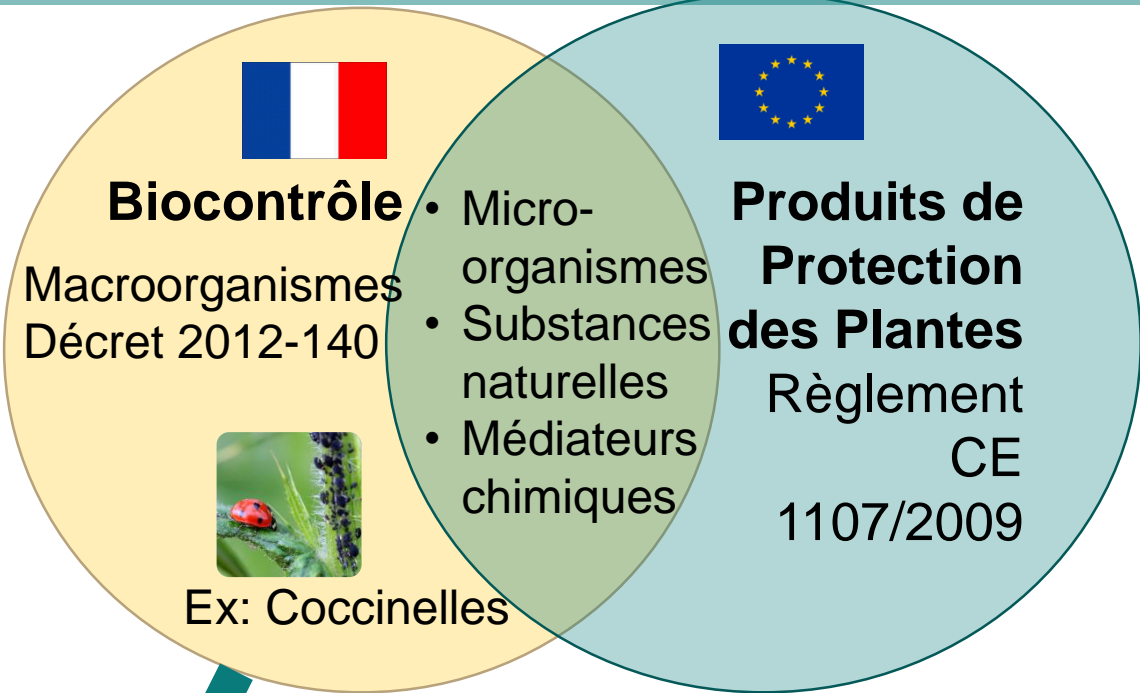 Biocontrôle
Macroorganismes
Décret 2012-140
Ex: Coccinelles
• Micro-
organismes
• Substances
naturelles
• Médiateurs
chimiques
Produits de
Protection
des Plantes
Règlement
CE
1107/2009